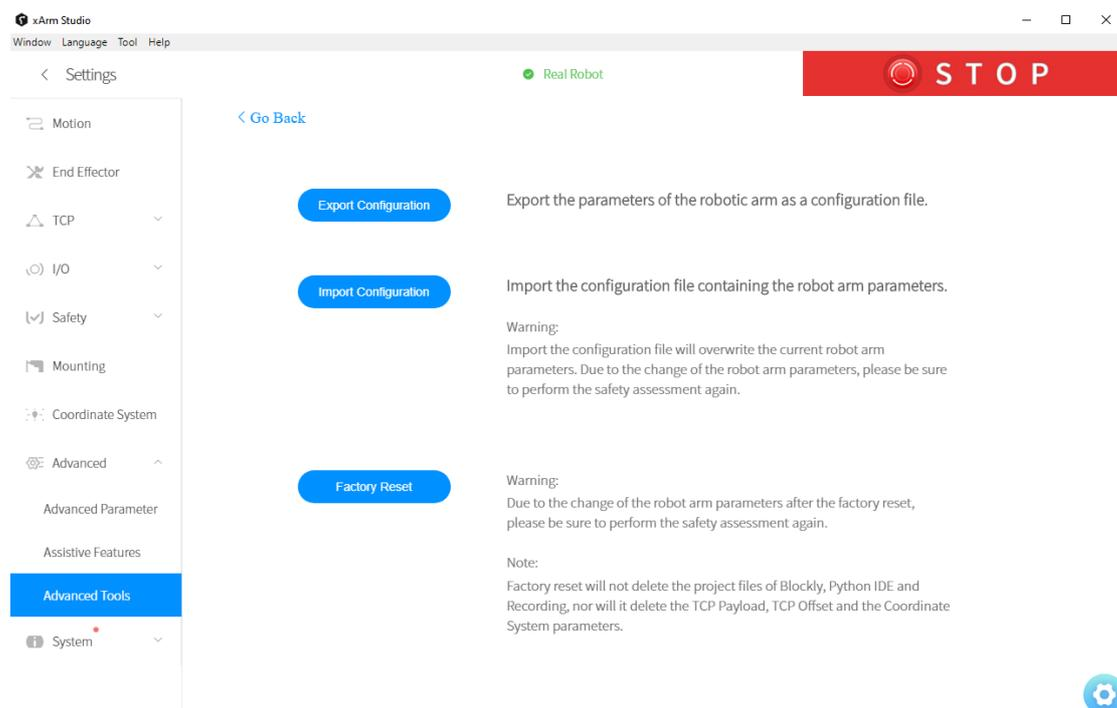 xArm Studio
Window Language Tool Help
Settings
Real Robot
STOP
Motion
End Effector
TCP
I/O
Safety
Mounting
Coordinate System
Advanced
Advanced Parameter
Assistive Features
Advanced Tools
System
Go Back
Export Configuration
Export the parameters of the robotic arm as a configuration file.
Import Configuration
Import the configuration file containing the robot arm parameters.
Warning:
Import the configuration file will overwrite the current robot arm
parameters. Due to the change of the robot arm parameters, please be sure
to perform the safety assessment again.
Factory Reset
Warning:
Due to the change of the robot arm parameters after the factory reset,
please be sure to perform the safety assessment again.
Note:
Factory reset will not delete the project files of Blockly, Python IDE and
Recording, nor will it delete the TCP Payload, TCP Offset and the Coordinate
System parameters.